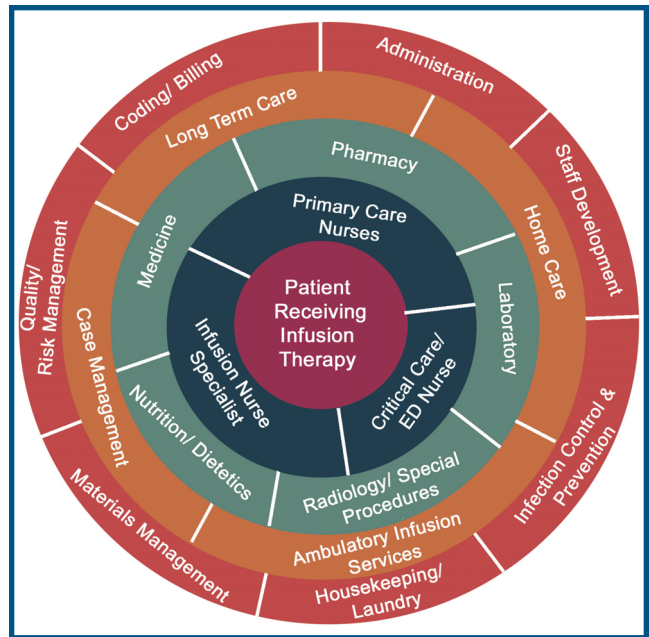 Patient
Receiving
Infusion
Therapy
Primary Care
Nurses
Critical Care/
ED Nurse
Infusion Nurse
Specialist
Pharmacy
Laboratory
Radiology/ Special
Procedures
Nutrition/ Dietetics
Medicine
Long Term Care
Home Care
Ambulatory Infusion
Services
Case Management
Coding/ Billing
Administration
Staff Development
Infection Control &
Prevention
Housekeeping/
Laundry
Materials Management
Quality/
Risk Management